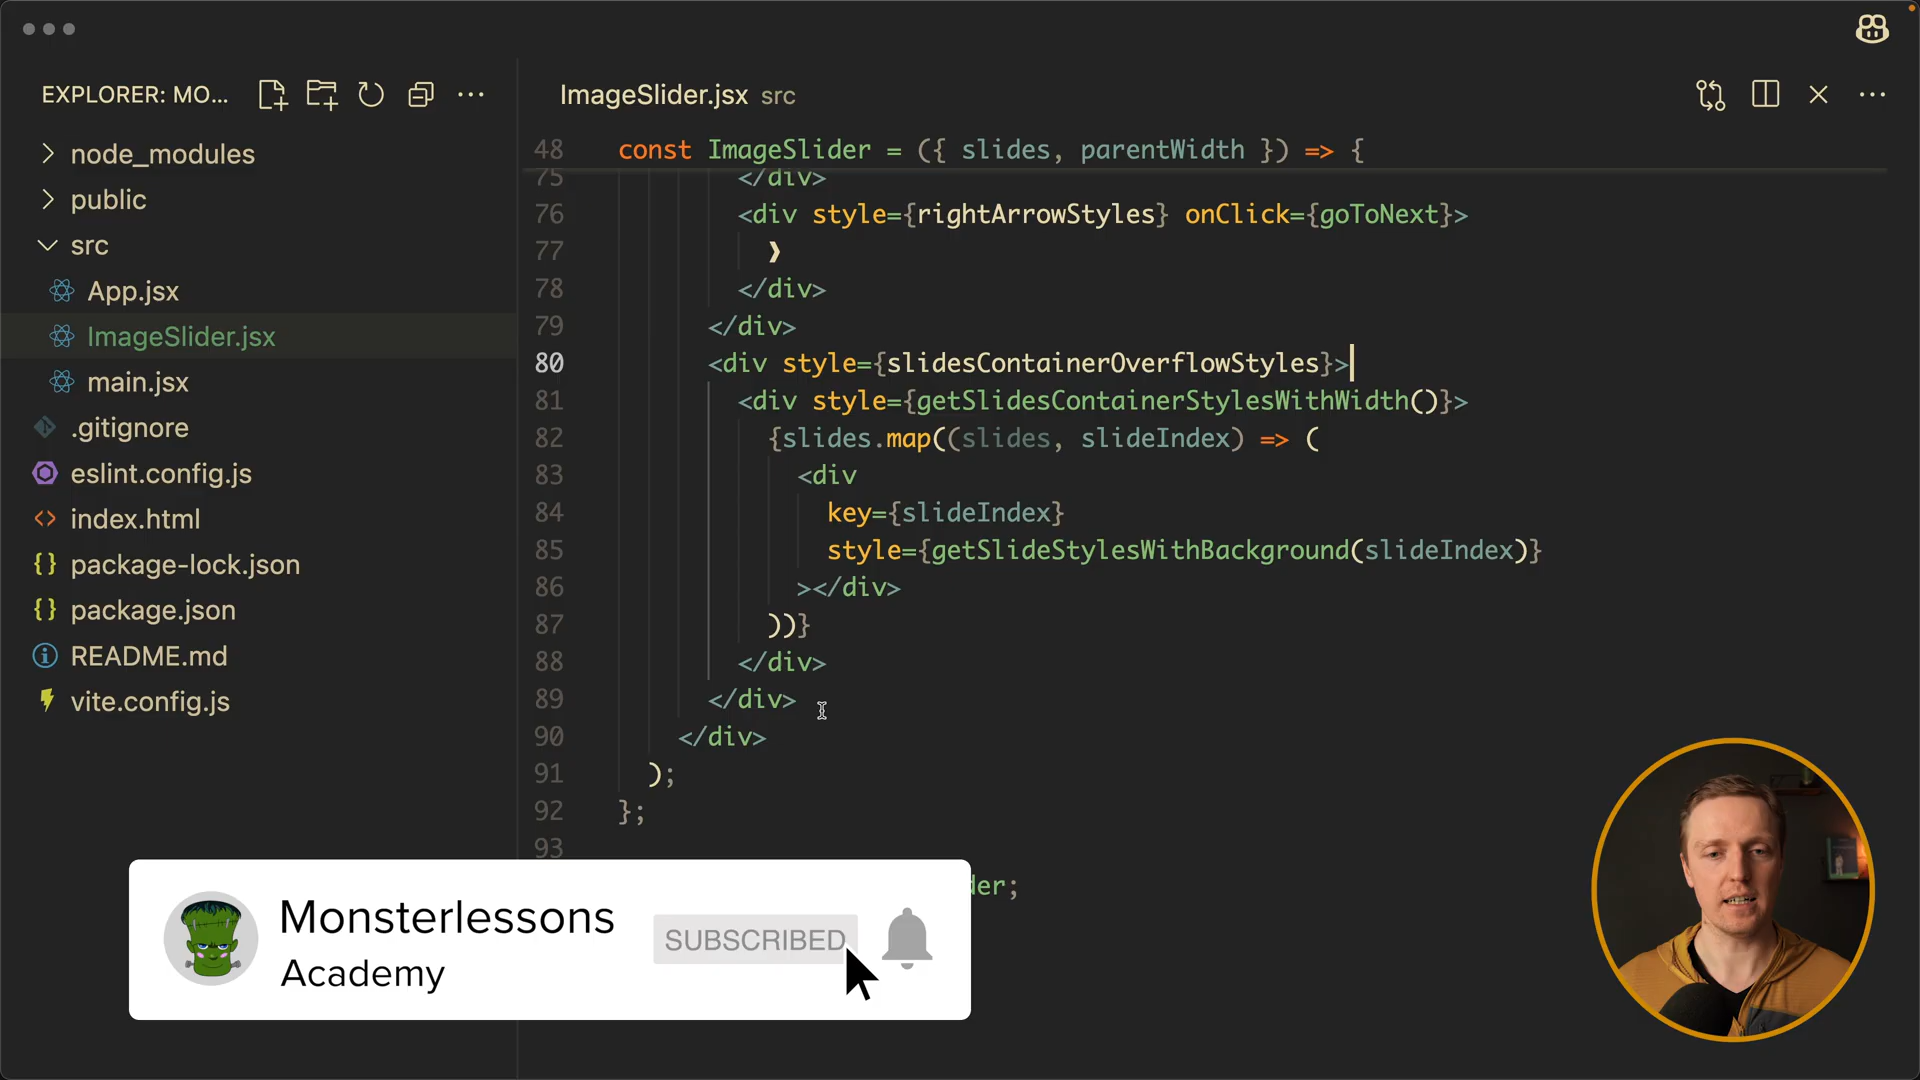 EXPLORER: MO...
node_modules
public
src
App.jsx
ImageSlider.jsx
main.jsx
.gitignore
eslint.config.js
index.html
package-lock.json
package.json
README.md
vite.config.js
ImageSlider.jsx src
48 const ImageSlider = ({ slides, parentWidth }) => {
75 </div>
76 <div style={rightArrowStyles} onClick={goToNext}>
77 ❱
78 </div>
79 </div>
80 <div style={slidesContainerOverflowStyles}>
81 <div style={getSlidesContainerStylesWithWidth()}>
82 {slides.map((slides, slideIndex) => (
83 <div
84 key={slideIndex}
85 style={getSlideStylesWithBackground(slideIndex)}
86 ></div>
87 ))}
88 </div>
89 </div>
90 </div>
91 );
92 };
93
der;
Monsterlessons
Academy
SUBSCRIBED